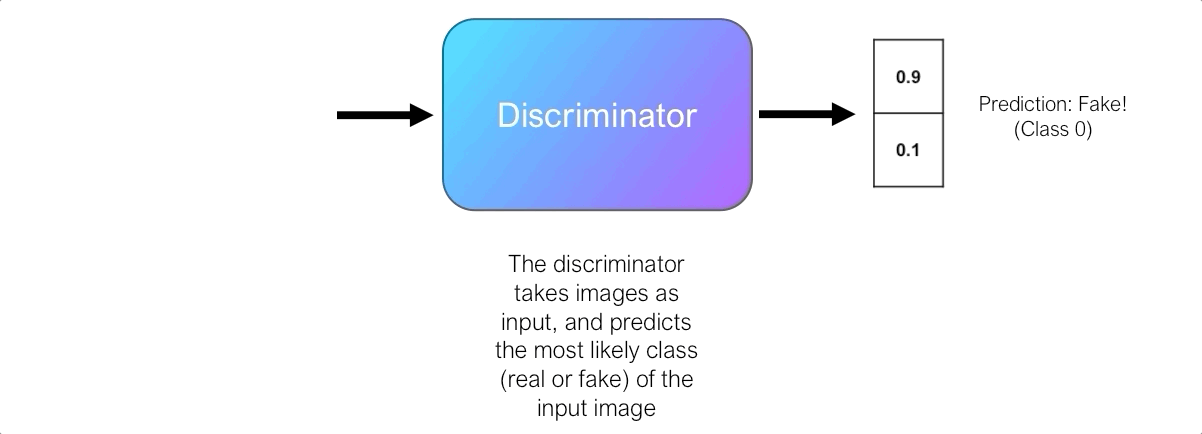 Discriminator
0.9
0.1
Prediction: Fake!
(Class 0)
The discriminator
takes images as
input, and predicts
the most likely class
(real or fake) of the
input image